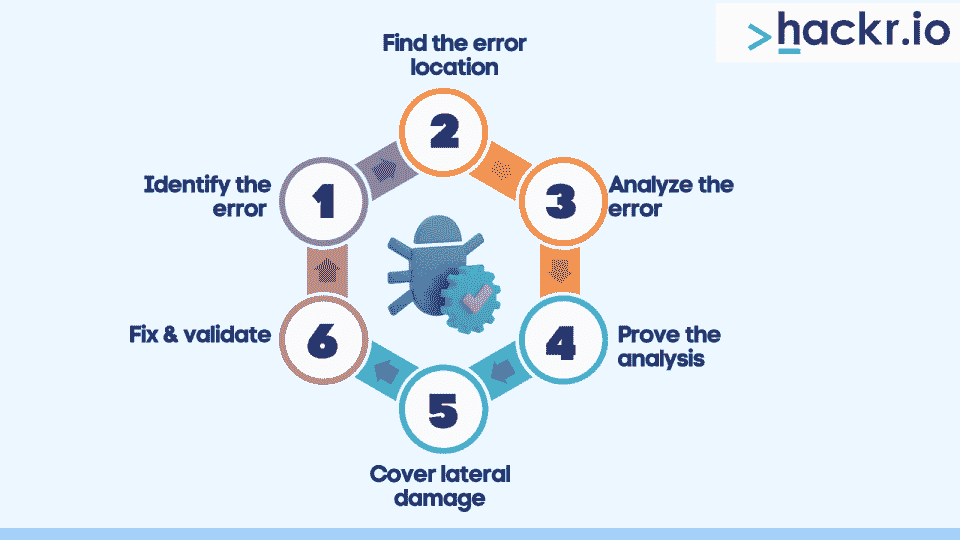 >hackr.io
Find the error
location
2
1
Identify the
error
3
Analyze the
error
6
Fix & validate
4
Prove the
analysis
5
Cover lateral
damage